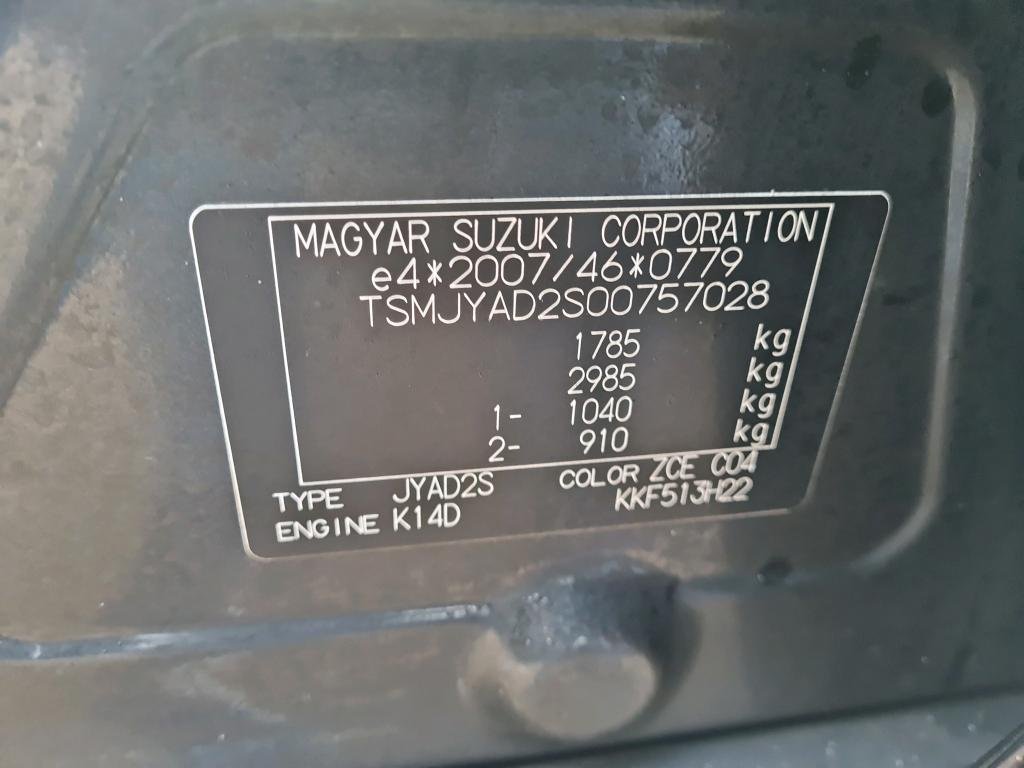 MAGYAR SUZUKI CORPORATION
e4*2007/46*0779
TSMJYAD2S00757028
1785 kg
2985 kg
1- 1040 kg
2- 910 kg
TYPE JYAD2S COLOR ZCE C04
ENGINE K14D KKF513H22